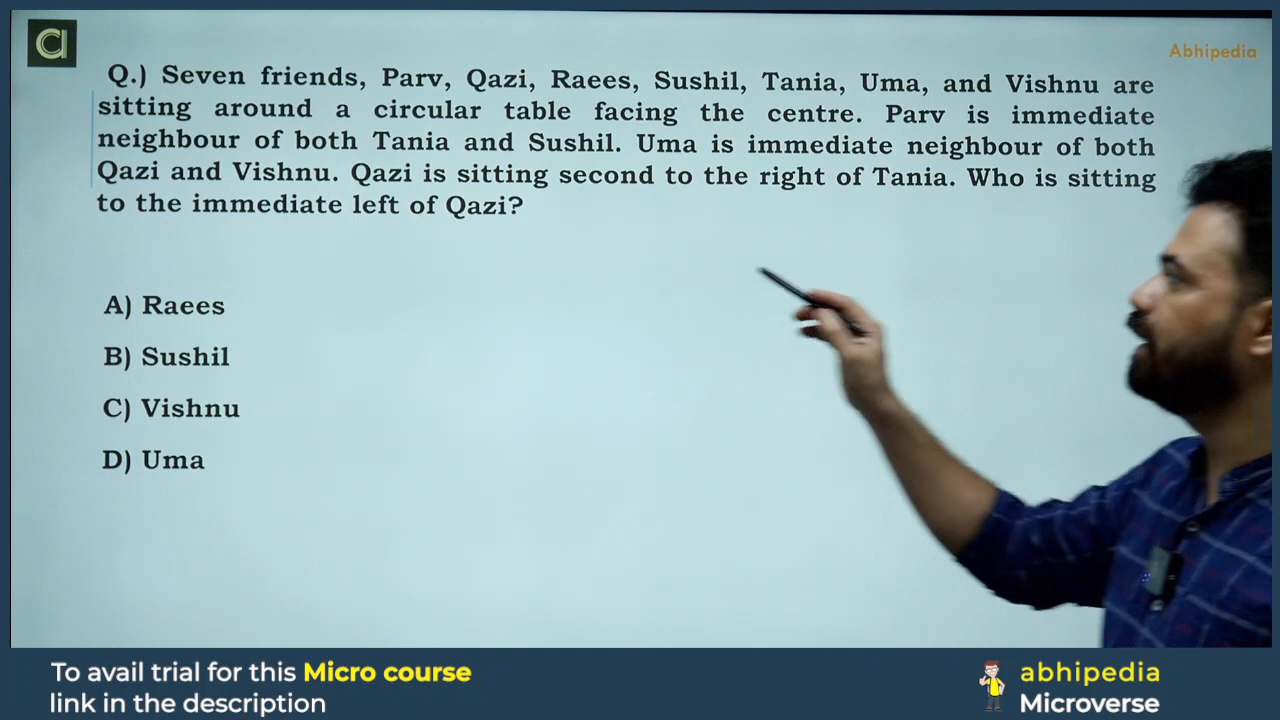 CA
Abhipedia
Q.) Seven friends, Parv, Qazi, Raees, Sushil, Tania, Uma, and Vishnu are
sitting around a circular table facing the centre. Parv is immediate
neighbour of both Tania and Sushil. Uma is immediate neighbour of both
Qazi and Vishnu. Qazi is sitting second to the right of Tania. Who is sitting
to the immediate left of Qazi?
A) Raees
B) Sushil
C) Vishnu
D) Uma
To avail trial for this Micro course
link in the description
abhipedia
Microverse